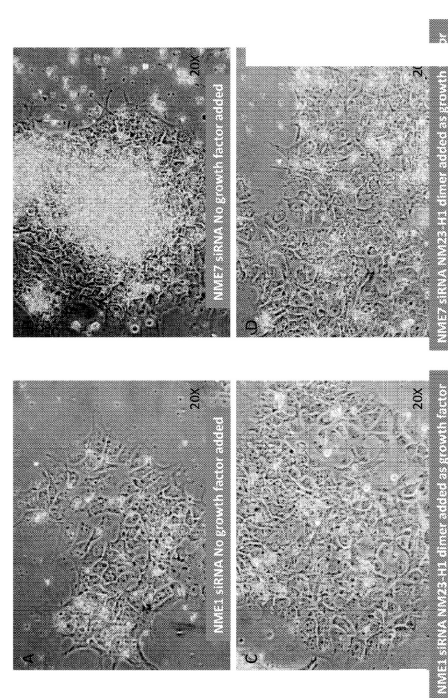 A
20X
NME1 siRNA No growth factor added
20X
NME7 siRNA No growth factor added
C
20X
NME1 siRNA NM23-H1 dimer added as growth factor
D
NME7 siRNA NM23-H1 dimer added as growth